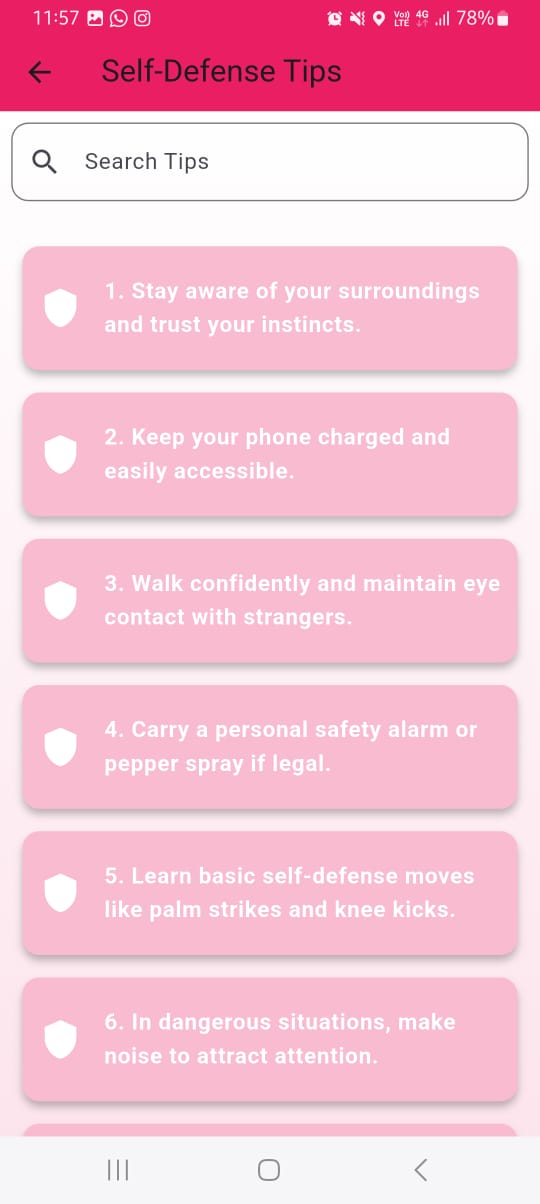 11:57 Vo) 4G 78%
LTE
Self-Defense Tips
Search Tips
1. Stay aware of your surroundings
and trust your instincts.
2. Keep your phone charged and
easily accessible.
3. Walk confidently and maintain eye
contact with strangers.
4. Carry a personal safety alarm or
pepper spray if legal.
5. Learn basic self-defense moves
like palm strikes and knee kicks.
6. In dangerous situations, make
noise to attract attention.